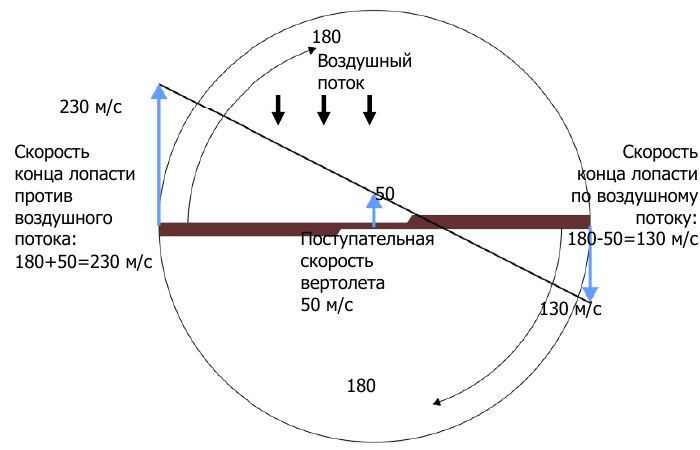 180
Воздушный
поток
230 м/с
Скорость
конца лопасти
против
воздушного
потока:
180+50=230 м/с
50
Поступательная
скорость
вертолета
50 м/с
Скорость
конца лопасти
по воздушному
потоку:
180-50=130 м/с
130 м/с
180